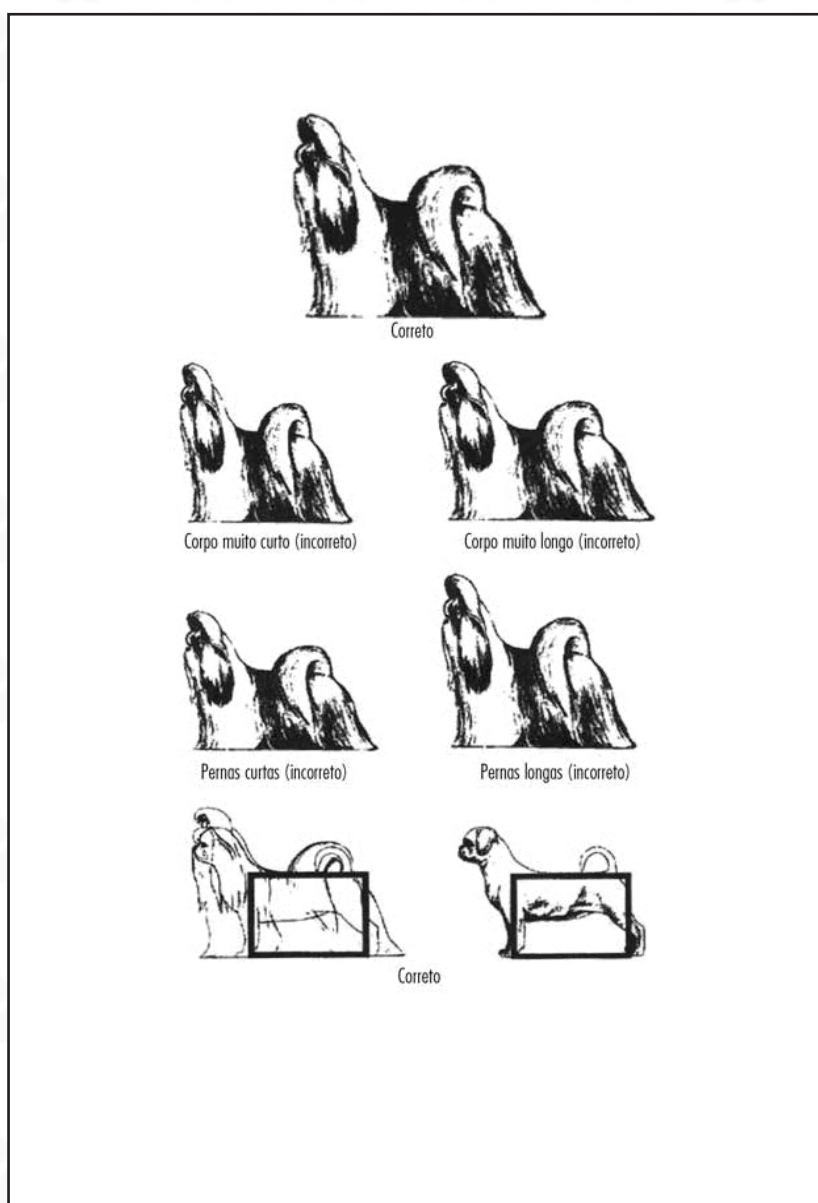 Correto
Corpo muito curto (incorreto)
Corpo muito longo (incorreto)
Pernas curtas (incorreto)
Pernas longas (incorreto)
Correto